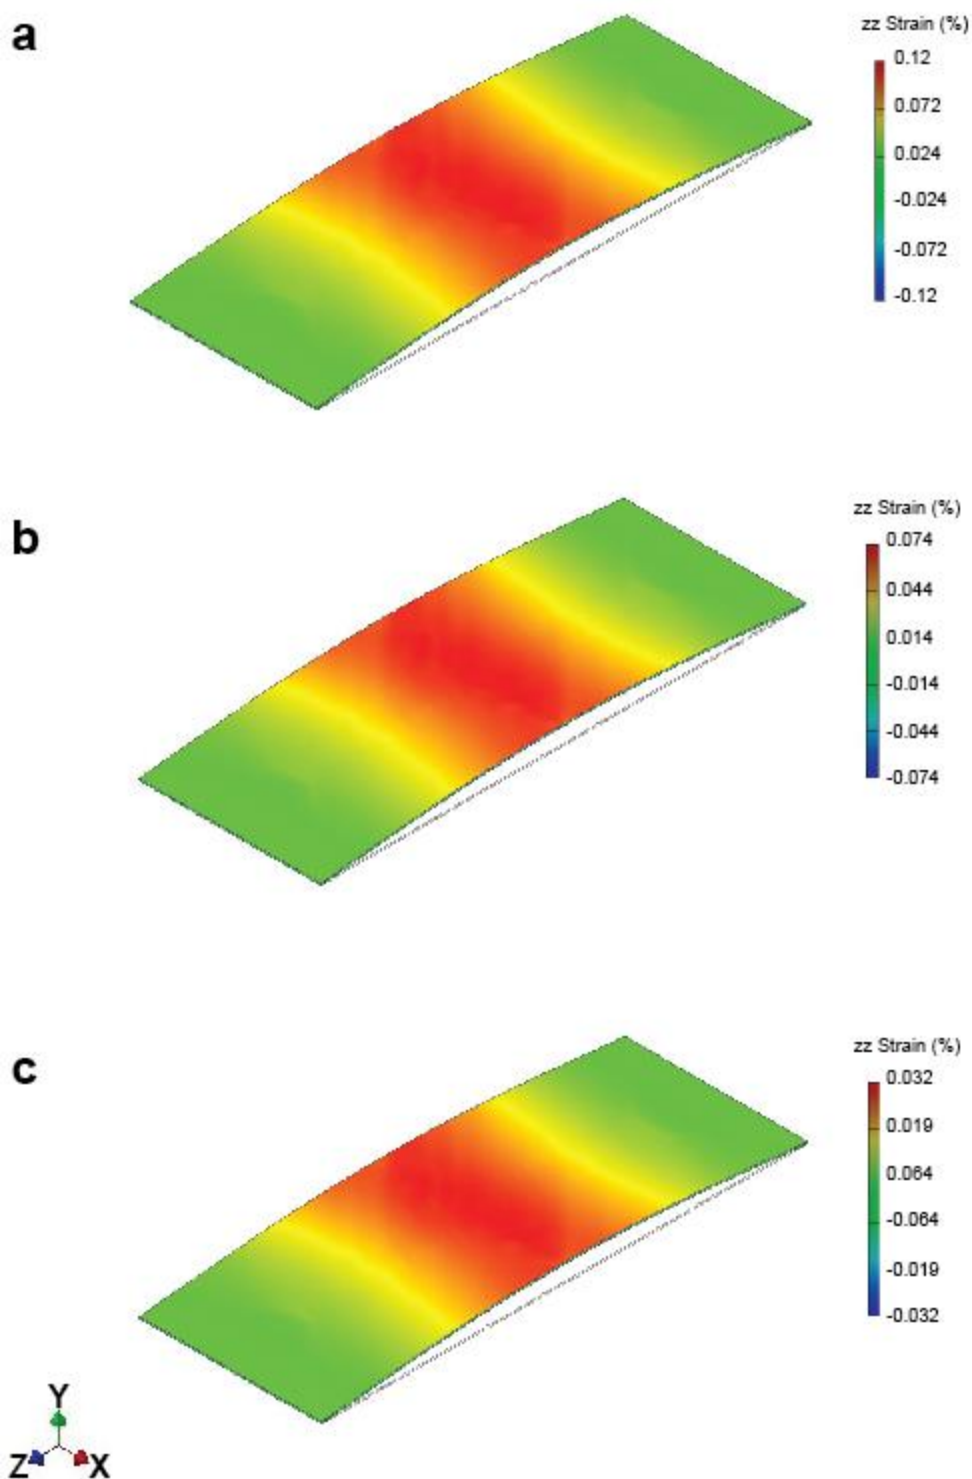 a
zz Strain (%)
0.12
0.072
0.024
-0.024
-0.072
-0.12
b
zz Strain (%)
0.074
0.044
0.014
-0.014
-0.044
-0.074
c
zz Strain (%)
0.032
0.019
0.064
-0.064
-0.019
-0.032
Y
Z X